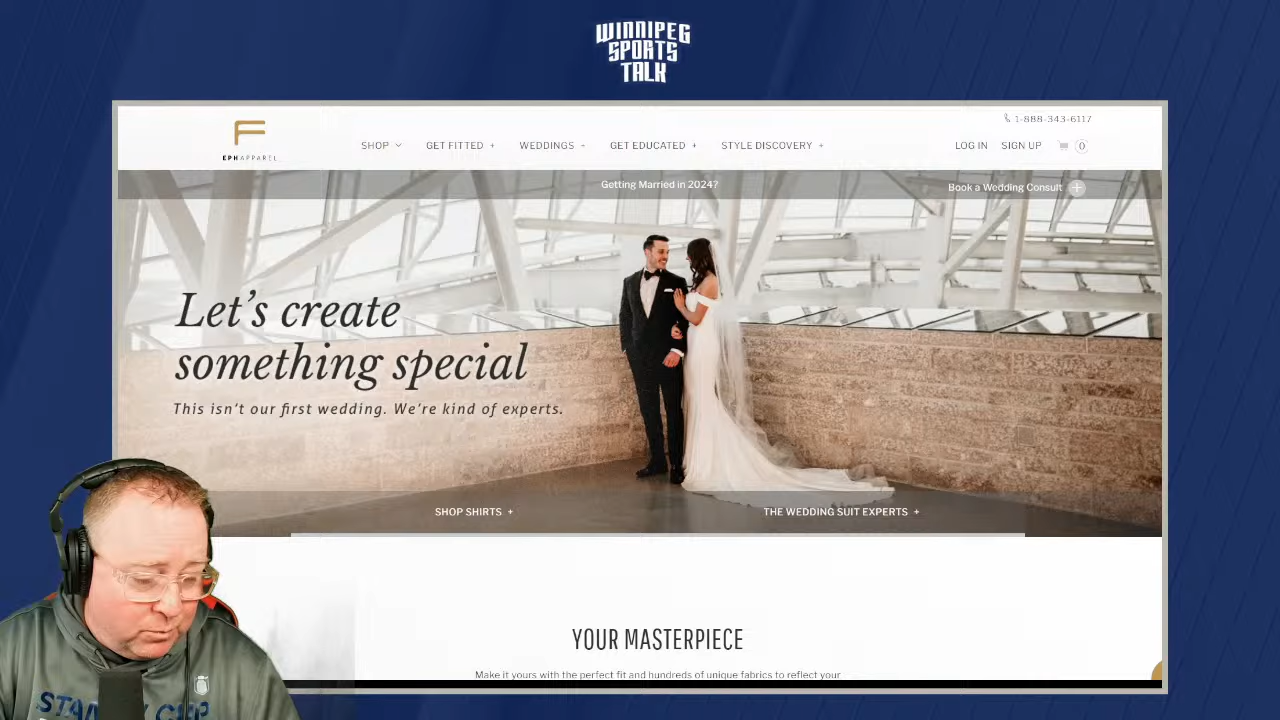 WINNIPEG
SPORTS
TALK
1-888-343-6117
EPHAPPAREL
SHOP
GET FITTED +
WEDDINGS -
GET EDUCATED +
STYLE DISCOVERY +
LOG IN
SIGN UP
0
Getting Married in 2024?
Book a Wedding Consult +
Let's create
something special
This isn't our first wedding. We're kind of experts.
SHOP SHIRTS +
THE WEDDING SUIT EXPERTS +
YOUR MASTERPIECE
Make it yours with the perfect fit and hundreds of unique fabrics to reflect your